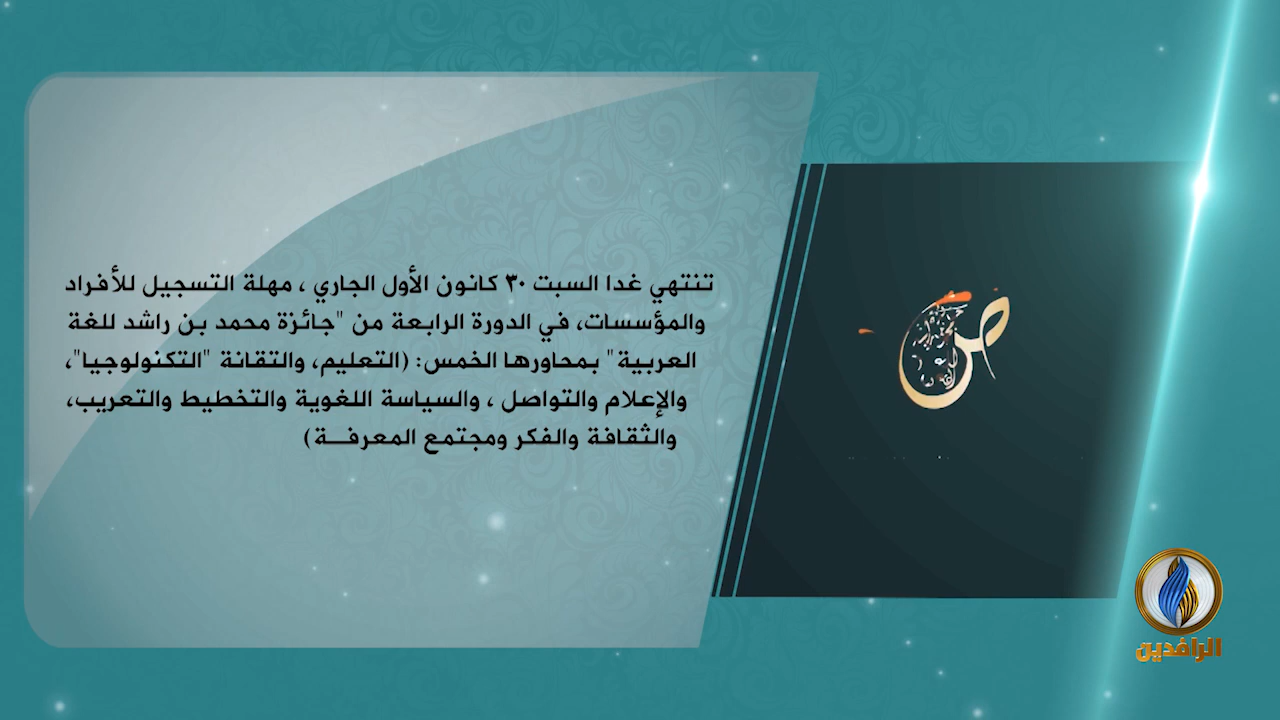 تنتهي غدا السبت ٣٠ كانون الأول الجاري ، مهلة التسجيل للأفراد
والمؤسسات، في الدورة الرابعة من "جائزة محمد بن راشد للغة
العربية" بمحاورها الخمس: (التعليم، والتقانة "التكنولوجيا"،
والإعلام والتواصل ، والسياسة اللغوية والتخطيط والتعريب،
والثقافة والفكر ومجتمع المعرفــة)
ض
الرافدين